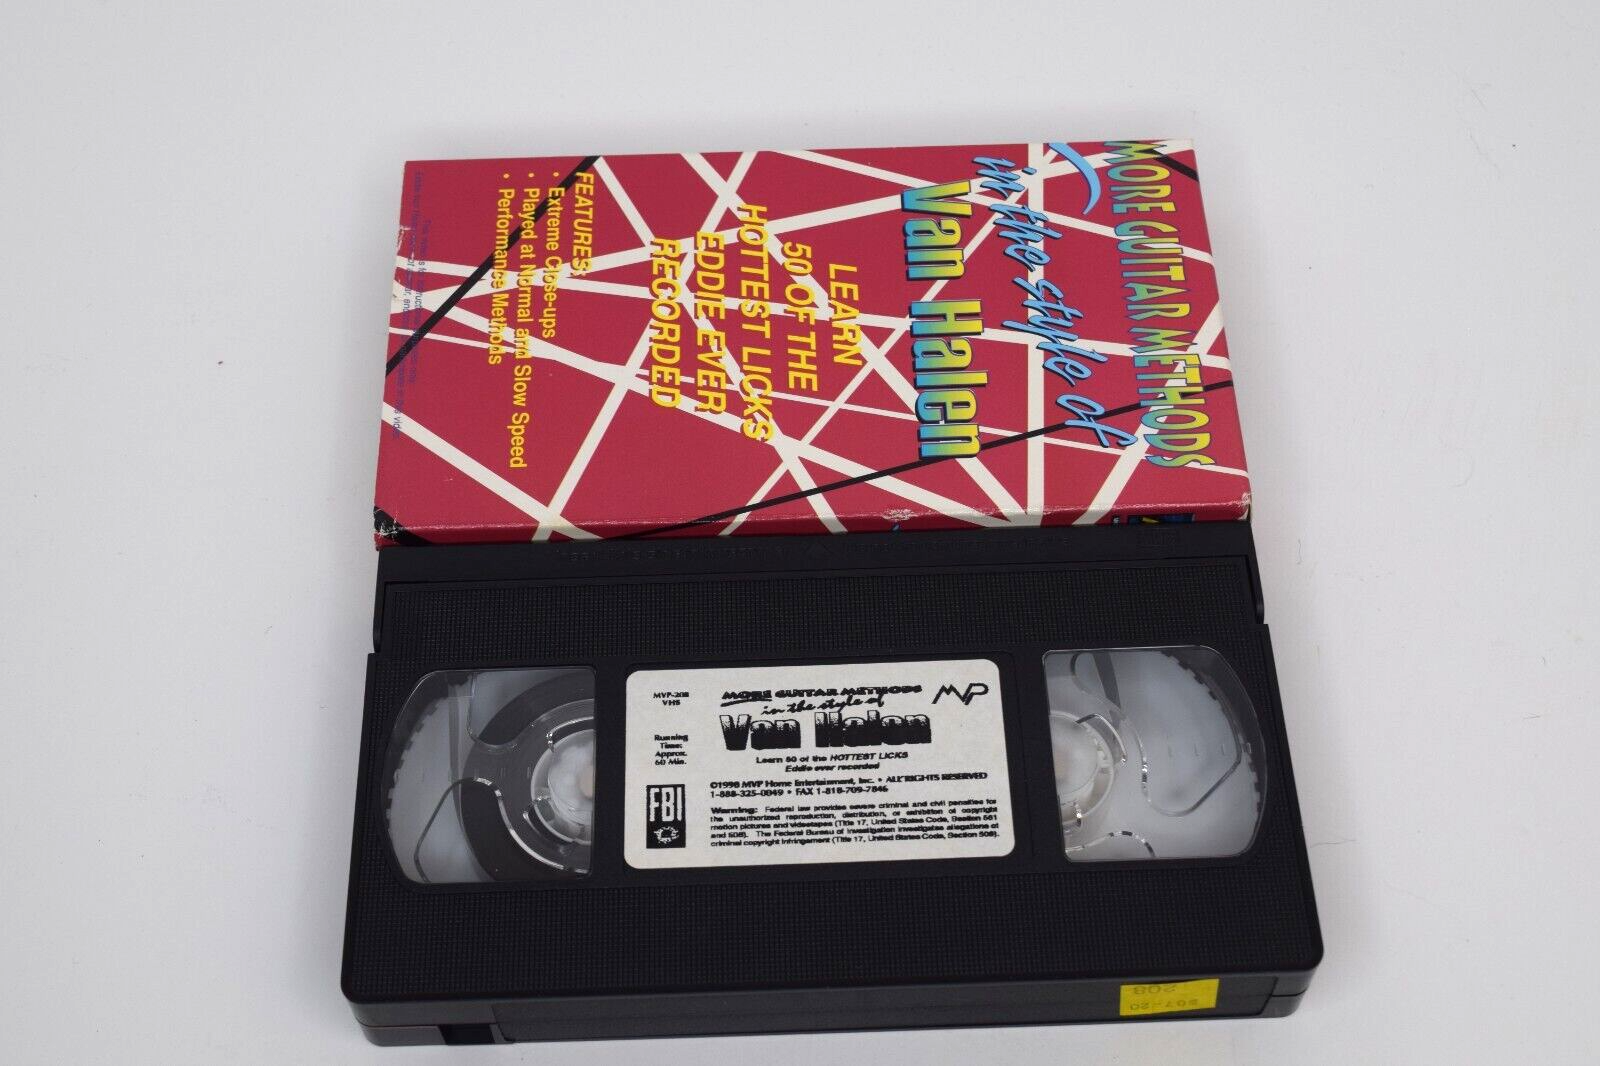 MORE GUITAR METHODS
in the style of
Van Halen
LEARN
50 OF THE
HOTTEST LICKS
EDDIE EVER
RECORDED
FEATURES:
• Extreme Close-ups
• Played at Normal and Slow Speed
• Performance Methods
MVP-208
VHS
Running
Time:
Approx.
60 Min.
FBI
MORE GUITAR METHODS
in the style of
Van Halen
MVP
Learn 50 of the HOTTEST LICKS
Eddie ever recorded
©1998 MVP Home Entertainment, Inc. • ALL RIGHTS RESERVED
1-888-325-0049 • FAX 1-818-709-7846
Warning: Federal law provides severe criminal and civil penalties for
the unauthorized reproduction, distribution, or exhibition of copyright
motion pictures and videotapes (Title 17, United States Code, Section 501
and 508). The Federal Bureau of Investigation investigates allegations of
criminal copyright infringement (Title 17, United States Code, Section 508).
507-20
208